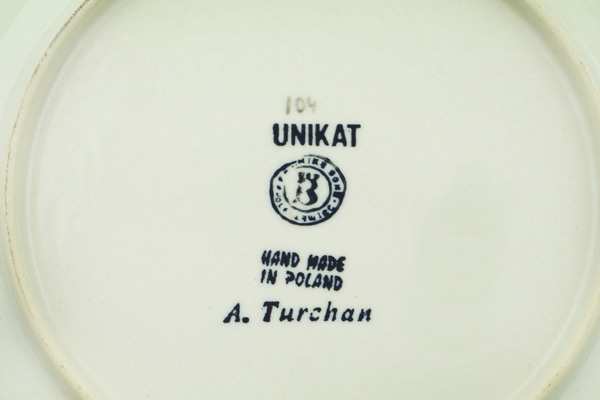 104
UNIKAT
B
HAND MADE
IN POLAND
A. Turchan